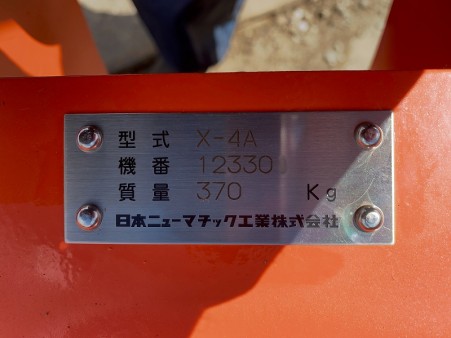 型式 X-4A
機番 12330
質量 370 Kg
日本ニューマチック工業株式会社